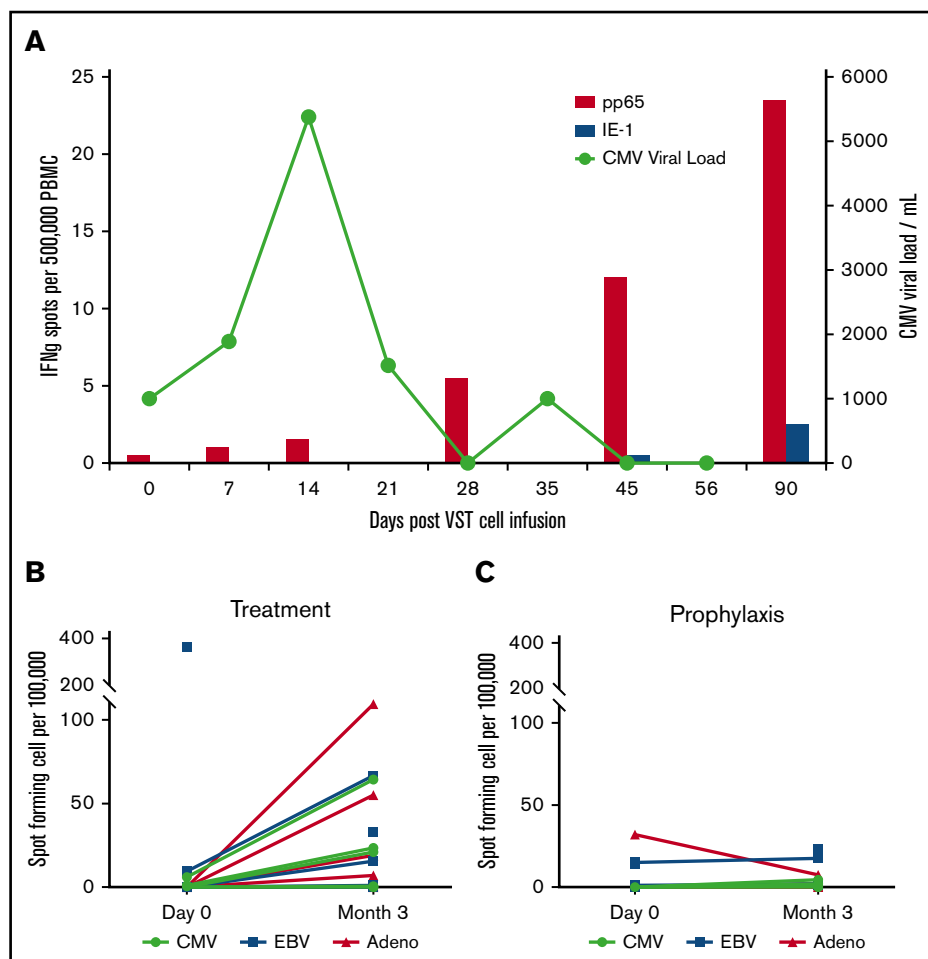 A
25
20
15
10
5
0
IFNg spots per 500,000 PBMC
pp65
IE-1
CMV Viral Load
6000
5000
4000
3000
2000
1000
0
CMV viral load / mL
0 7 14 21 28 35 45 56 90
Days post VST cell infusion
B
Treatment
400
200
100
50
0
Spot forming cell per 100,000
Day 0 Month 3
CMV EBV Adeno
C
Prophylaxis
400
200
100
50
0
Spot forming cell per 100,000
Day 0 Month 3
CMV EBV Adeno